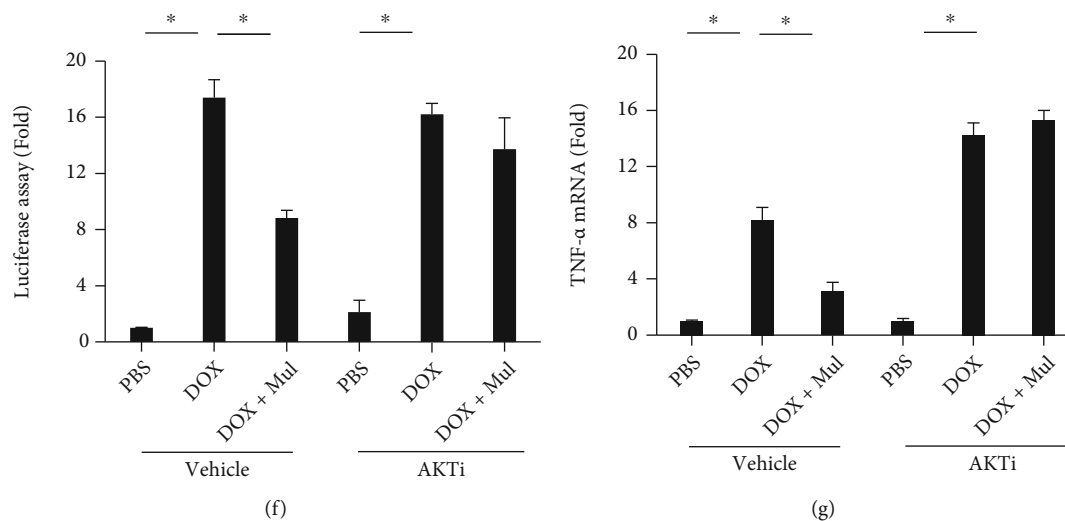 * * *
Luciferase assay (Fold)
20
16
12
8
4
0
PBS
DOX
DOX + Mul
PBS
DOX
DOX + Mul
Vehicle
AKTi
(f)
* * *
TNF-α mRNA (Fold)
20
16
12
8
4
0
PBS
DOX
DOX + Mul
PBS
DOX
DOX + Mul
Vehicle
AKTi
(g)